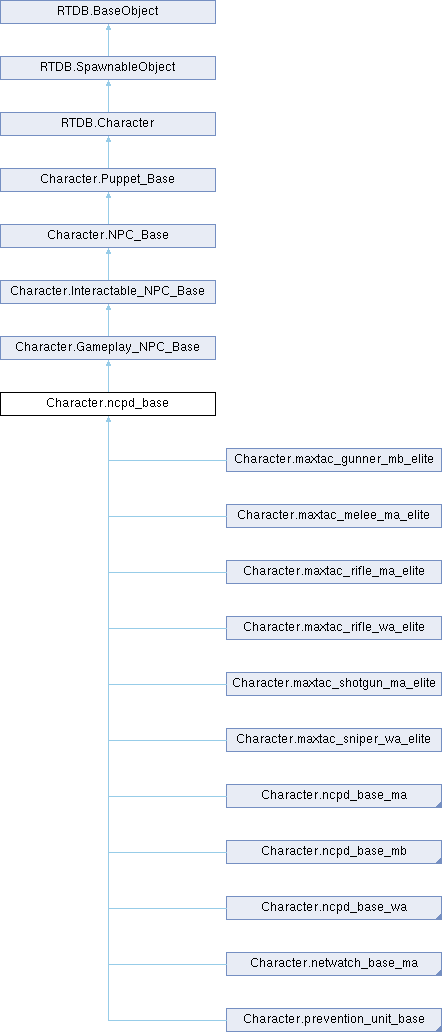 RTDB.BaseObject
RTDB.SpawnableObject
RTDB.Character
Character.Puppet_Base
Character.NPC_Base
Character.Interactable_NPC_Base
Character.Gameplay_NPC_Base
Character.ncpd_base
Character.maxtac_gunner_mb_elite
Character.maxtac_melee_ma_elite
Character.maxtac_rifle_ma_elite
Character.maxtac_rifle_wa_elite
Character.maxtac_shotgun_ma_elite
Character.maxtac_sniper_wa_elite
Character.ncpd_base_ma
Character.ncpd_base_mb
Character.ncpd_base_wa
Character.netwatch_base_ma
Character.prevention_unit_base